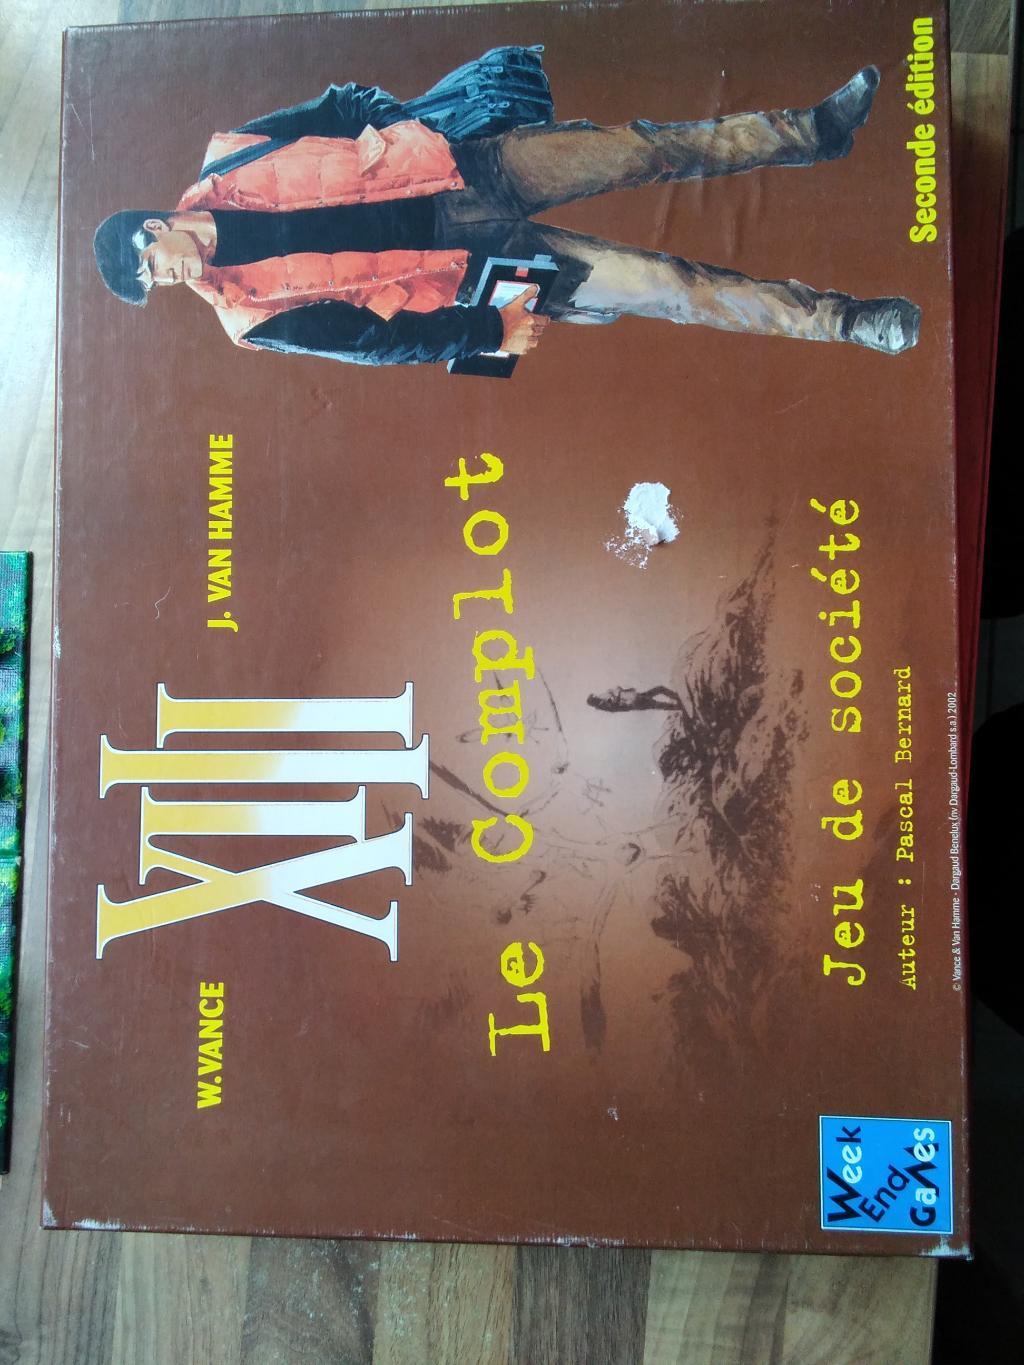 W.VANCE
J. VAN HAMME
XIII
Le Complot
Jeu de société
Auteur : Pascal Bernard
© Vance & Van Hamme - Dargaud Benelux (nv Dargaud-Lombard s.a.) 2002
Week
End
Games
Seconde édition